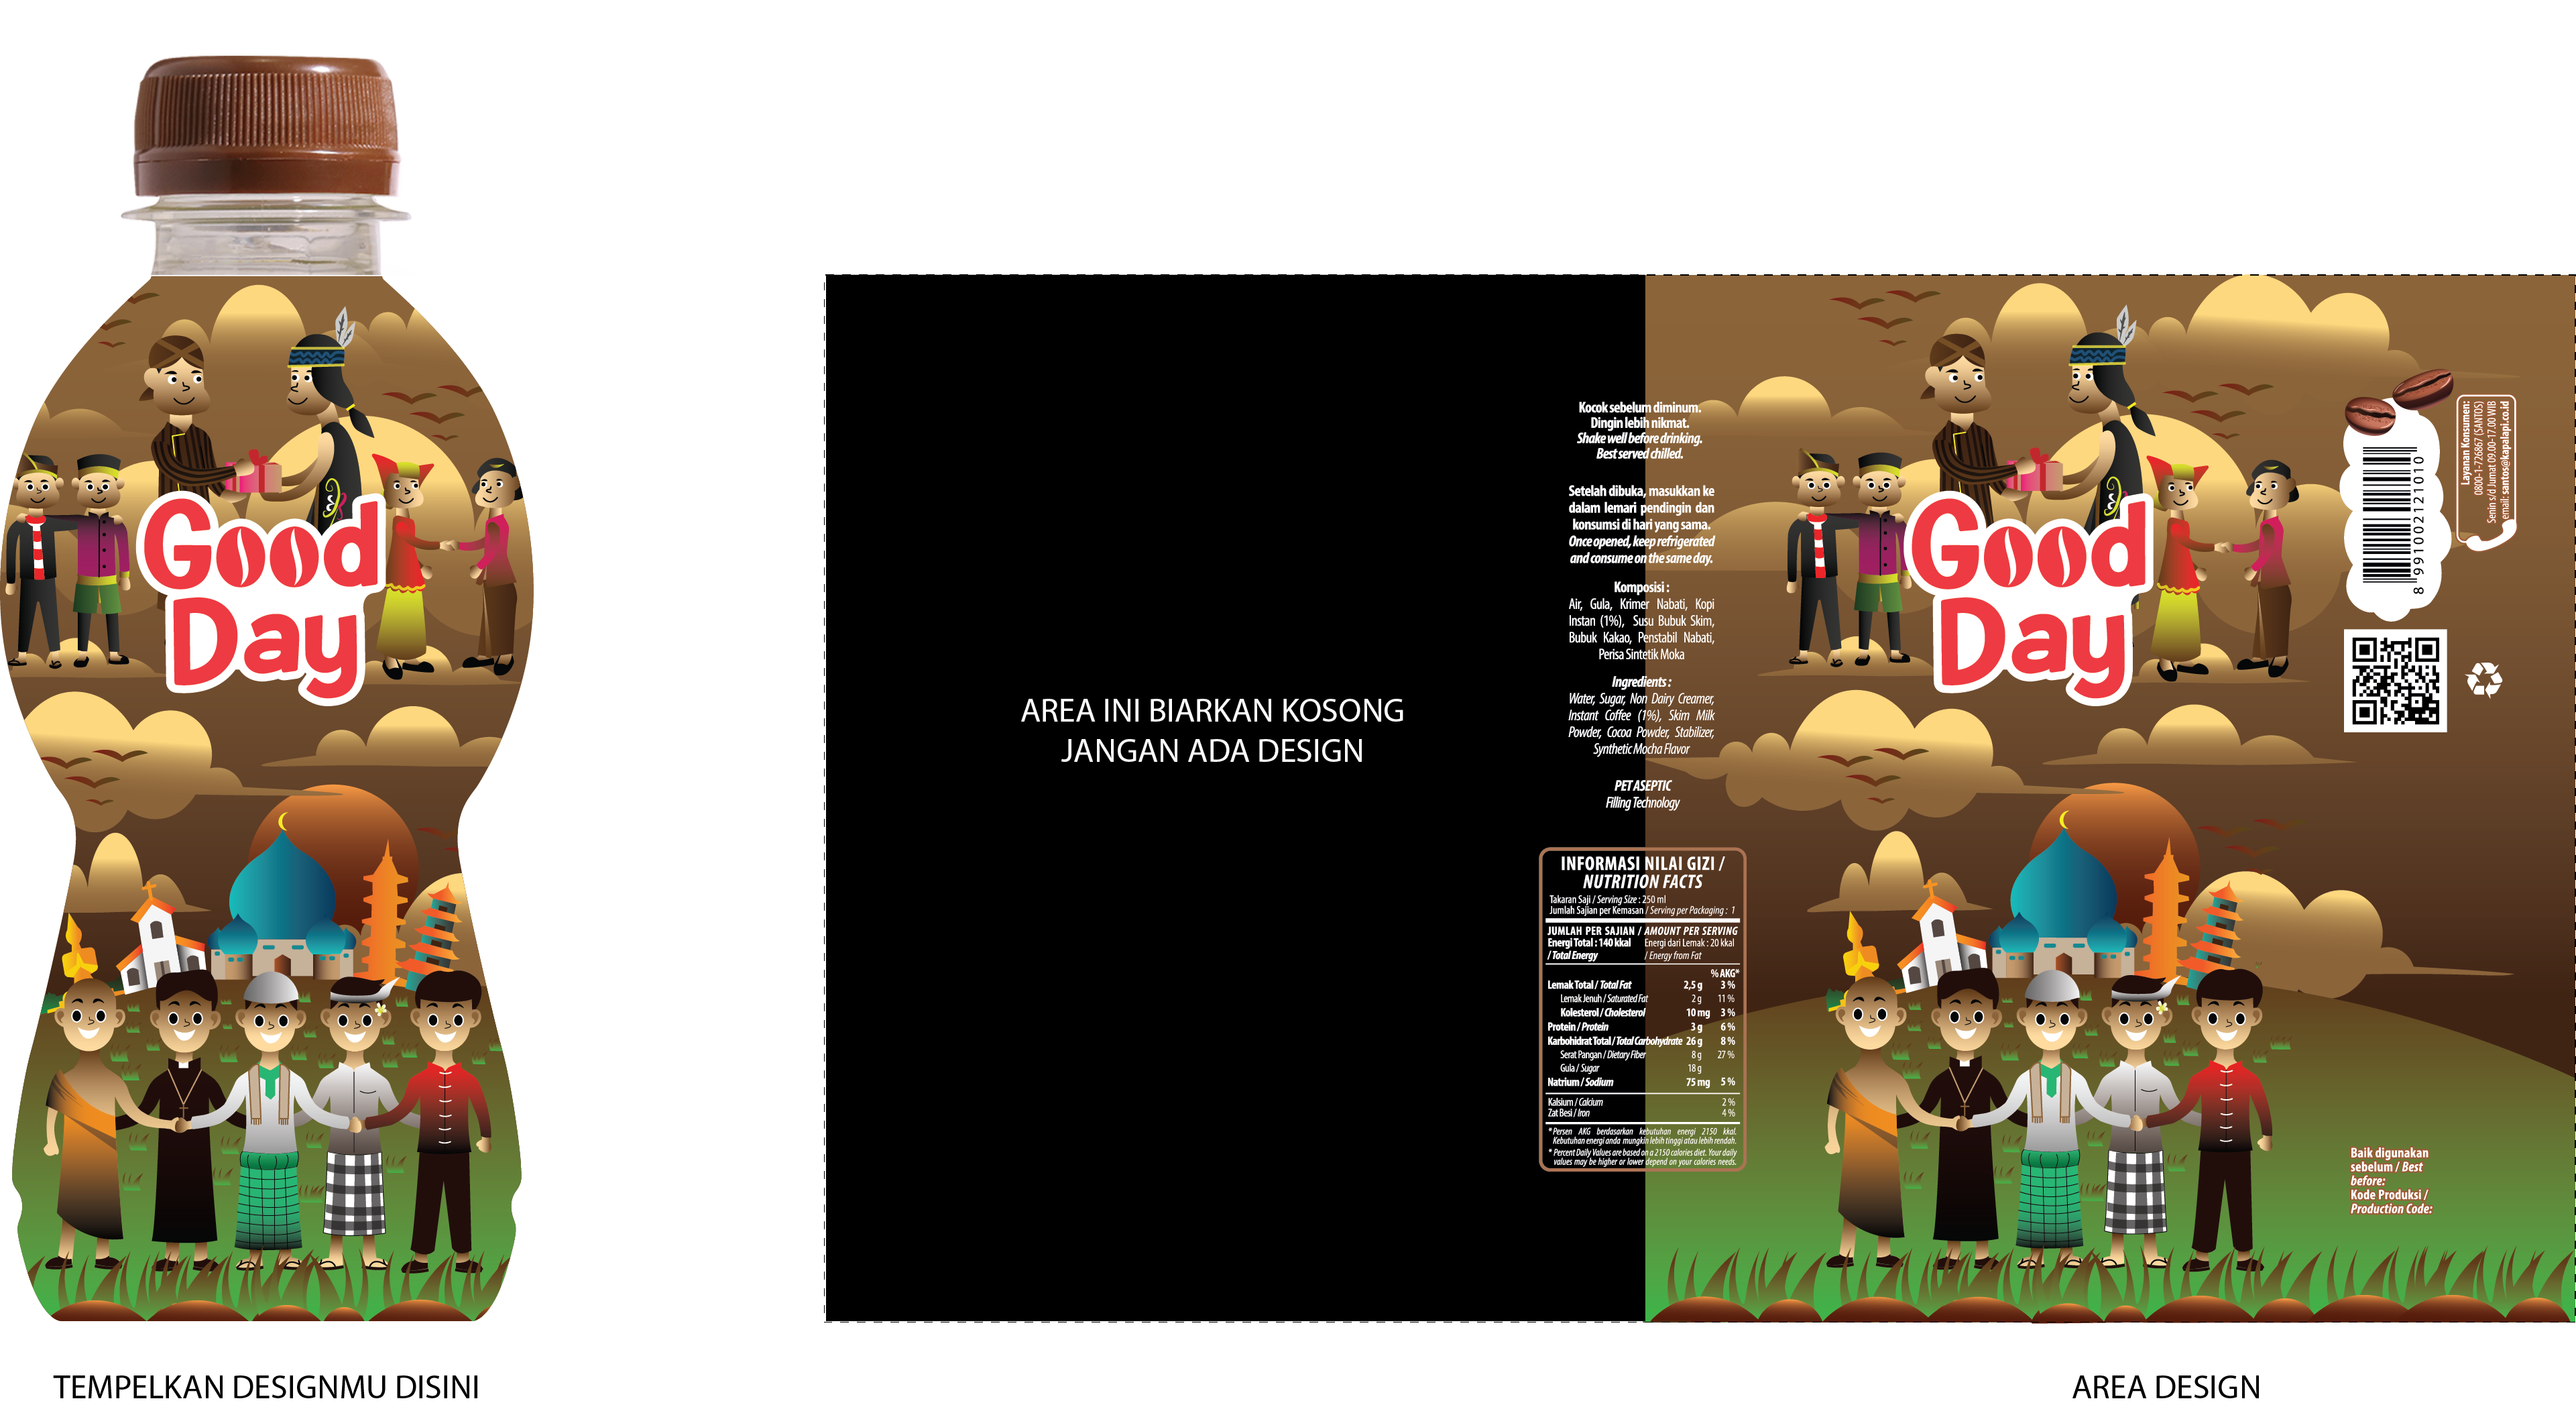 Good
Day
TEMPELKAN DESIGNMU DISINI
AREA INI BIARKAN KOSONG
JANGAN ADA DESIGN
Kocok sebelum diminum.
Dingin lebih nikmat.
Shake well before drinking.
Best served chilled.
Setelah dibuka, masukkan ke
dalam lemari pendingin dan
konsumsi di hari yang sama.
Once opened, keep refrigerated
and consume on the same day.
Komposisi :
Air, Gula, Krimer Nabati, Kopi
Instan (1%), Susu Bubuk Skim,
Bubuk Kakao, Penstabil Nabati,
Perisa Sintetik Moka
Ingredients :
Water, Sugar, Non Dairy Creamer,
Instant Coffee (1%), Skim Milk
Powder, Cocoa Powder, Stabilizer,
Synthetic Mocha Flavor
PET ASEPTIC
Filling Technology
INFORMASI NILAI GIZI /
NUTRITION FACTS
Takaran Saji / Serving Size : 250 ml
Jumlah Sajian per Kemasan / Serving per Packaging : 1
JUMLAH PER SAJIAN / AMOUNT PER SERVING
Energi Total : 140 kkal Energi dari Lemak : 20 kkal
/ Total Energy / Energy from Fat
% AKG*
Lemak Total / Total Fat 2,5 g 3 %
Lemak Jenuh / Saturated Fat 2 g 11 %
Kolesterol / Cholesterol 10 mg 3 %
Protein / Protein 3 g 6 %
Karbohidrat Total / Total Carbohydrate 26 g 8 %
Serat Pangan / Dietary Fiber 8 g 27 %
Gula / Sugar 18 g
Natrium / Sodium 75 mg 5 %
Kalsium / Calcium 2 %
Zat Besi / Iron 4 %
* Persen AKG berdasarkan kebutuhan energi 2150 kkal.
Kebutuhan energi anda mungkin lebih tinggi atau lebih rendah.
* Percent Daily Values are based on a 2150 calories diet. Your daily
values may be higher or lower depend on your calories needs.
Good
Day
8 991002121010
Layanan Konsumen:
0800-1-726867 (SANTOS)
Senin s/d Jumat 09.00-17.00 WIB
email: santos@kapalapi.co.id
Baik digunakan
sebelum / Best
before:
Kode Produksi /
Production Code:
AREA DESIGN